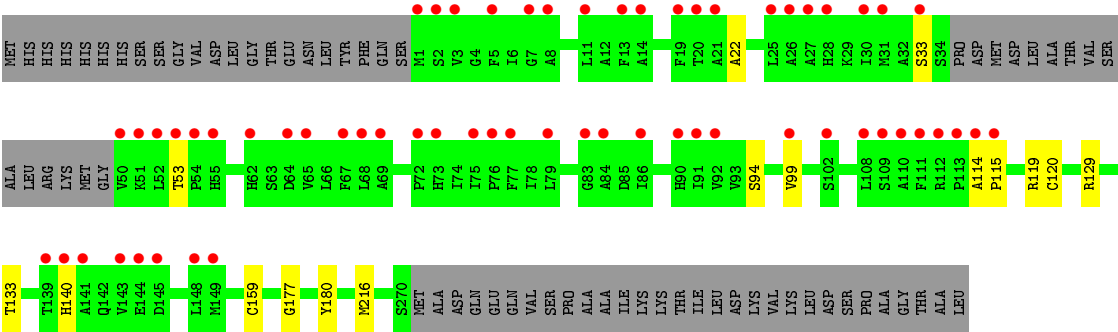 MET HIS HIS HIS HIS HIS HIS SER SER GLY VAL ASP LEU GLY THR GLU ASN LEU TYR PHE GLN SER M1 S2 V3 G4 F5 I6 G7 A8 L11 A12 F13 A14 F19 T20 A21 A22 L25 A26 A27 H28 K29 I30 M31 A32 S33 S34 PRO ASP MET ASP LEU ALA THR VAL SER
ALA LEU ARG LYS MET GLY V50 K51 L52 T53 P54 H55 H62 S63 D64 V65 L66 F67 L68 A69 P72 H73 I74 I75 P76 F77 I78 L79 G83 A84 D85 I86 H90 I91 V92 V93 S94 V99 S102 L108 S109 A110 F111 R112 P113 A114 P115 R119 C120 R129
T133 T139 H140 A141 Q142 V143 E144 D145 L148 M149 C159 G177 Y180 M216 S270 MET ALA ASP GLN GLU GLN VAL SER PRO ALA ALA ILE LYS LYS THR ILE LEU ASP LYS VAL LYS LEU ASP SER PRO ALA GLY THR ALA LEU